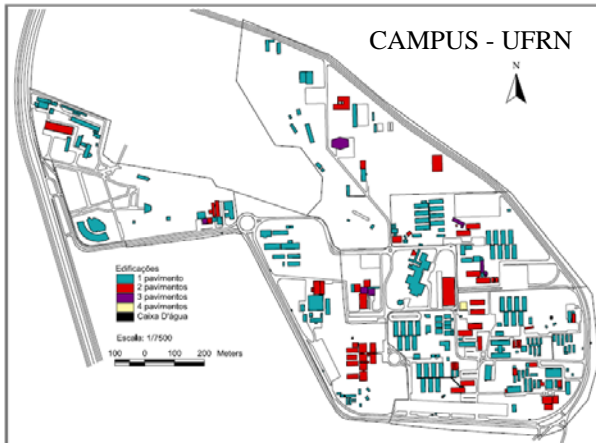 CAMPUS - UFRN
N
Edificações
1 pavimento
2 pavimentos
3 pavimentos
4 pavimentos
Caixa D'água
Escala: 1/7500
100 0 100 200 Meters